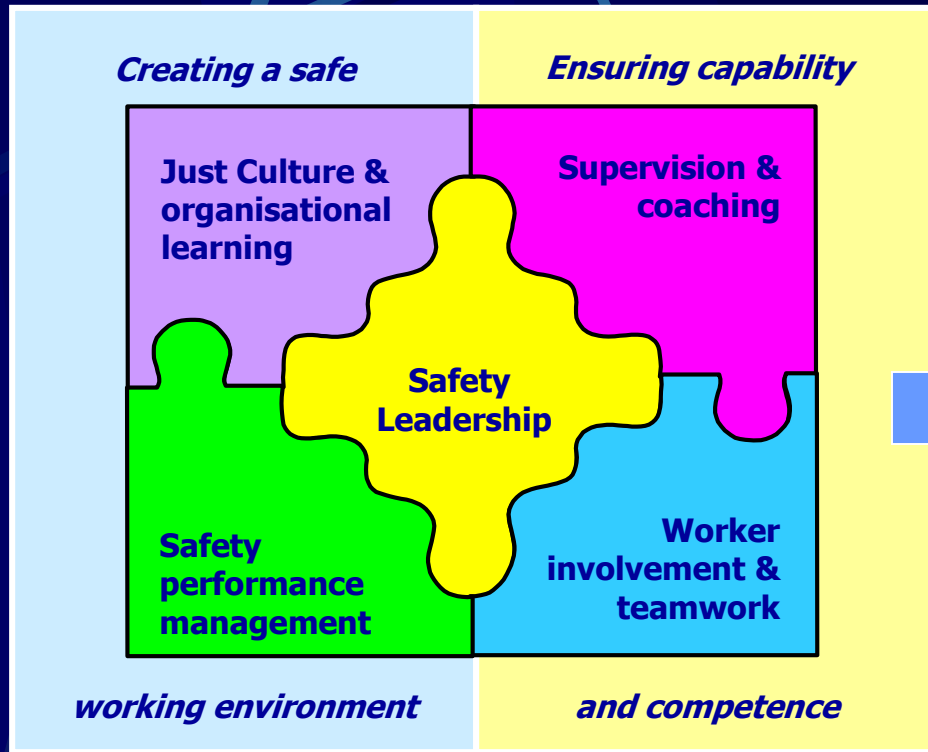 Creating a safe
Ensuring capability
Just Culture &
organisational
learning
Supervision &
coaching
Safety
Leadership
Safety
performance
management
Worker
involvement &
teamwork
working environment
and competence